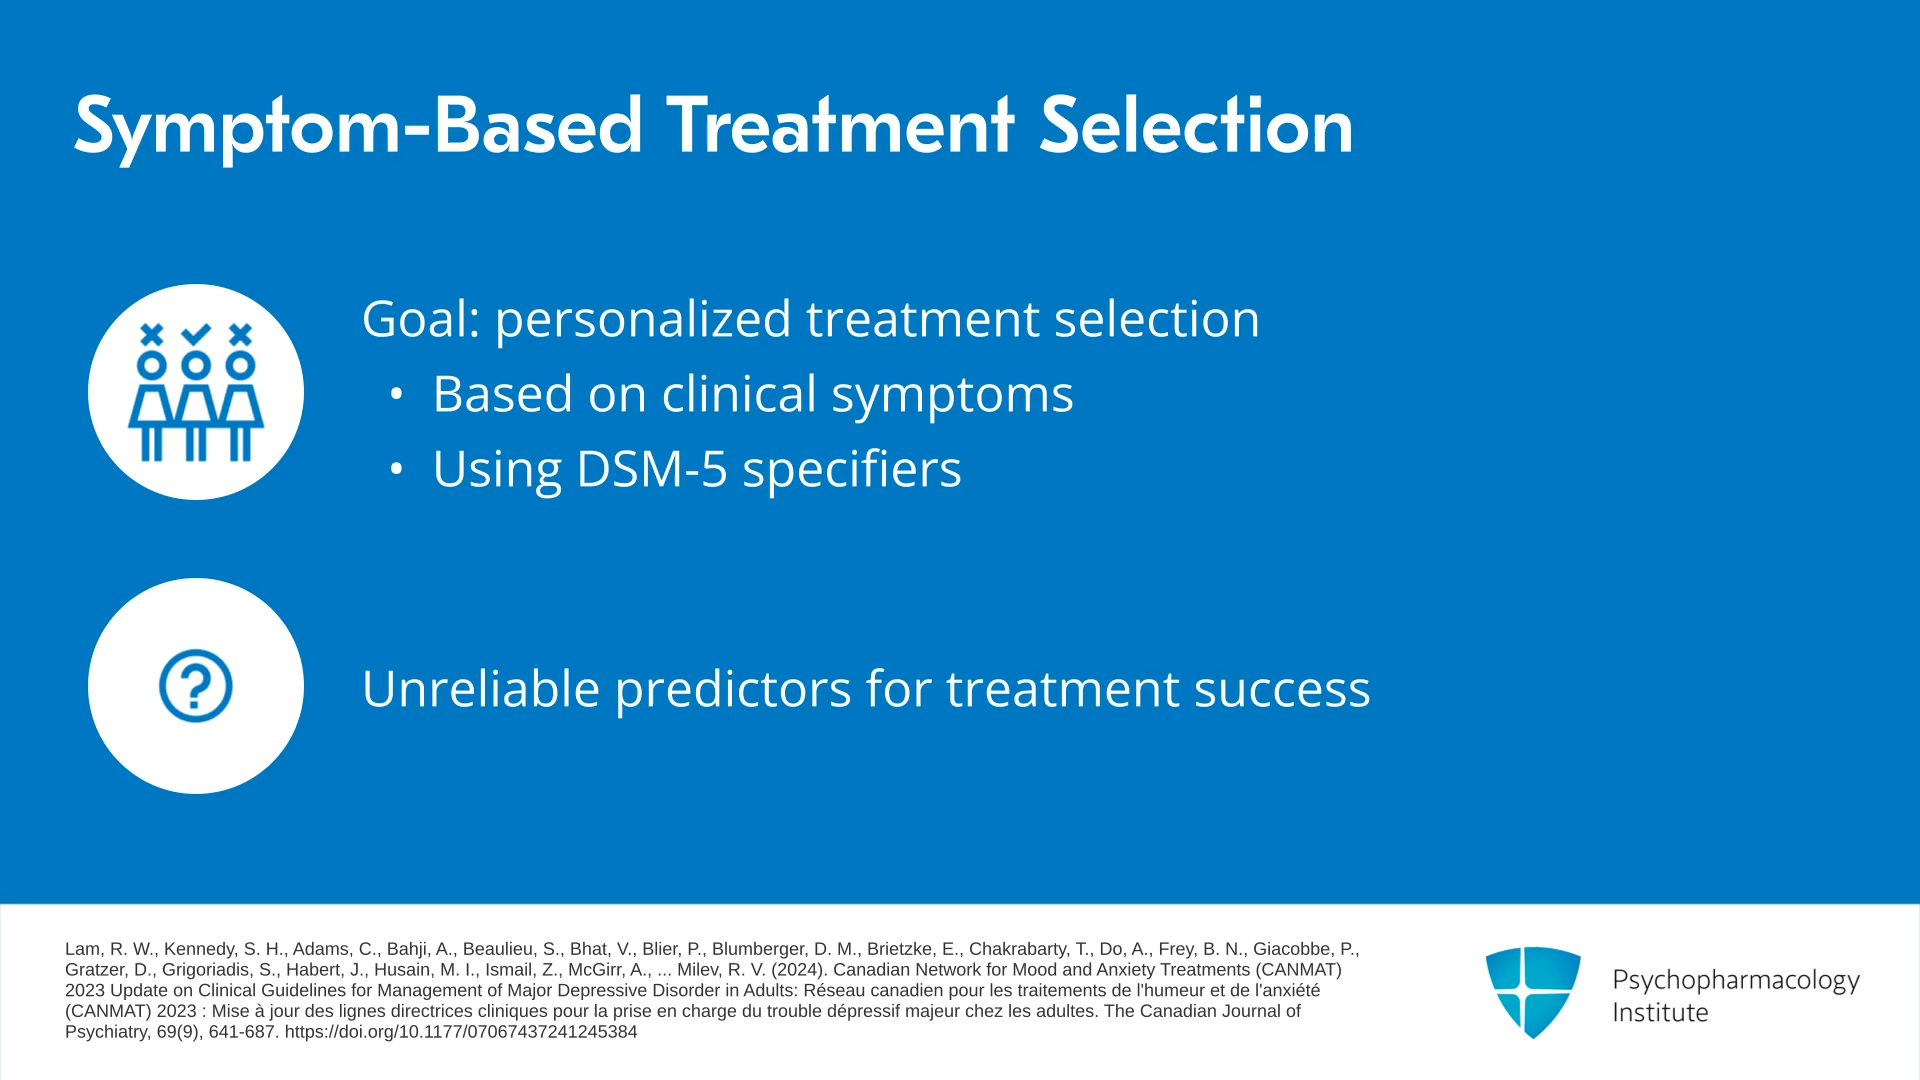 Symptom-Based Treatment Selection
Goal: personalized treatment selection
• Based on clinical symptoms
• Using DSM-5 specifiers
?
Unreliable predictors for treatment success
Lam, R. W., Kennedy, S. H., Adams, C., Bahji, A., Beaulieu, S., Bhat, V., Blier, P., Blumberger, D. M., Brietzke, E., Chakrabarty, T., Do, A., Frey, B. N., Giacobbe, P.,
Gratzer, D., Grigoriadis, S., Habert, J., Husain, M. I., Ismail, Z., McGirr, A., ... Milev, R. V. (2024). Canadian Network for Mood and Anxiety Treatments (CANMAT)
2023 Update on Clinical Guidelines for Management of Major Depressive Disorder in Adults: Réseau canadien pour les traitements de l'humeur et de l'anxiété
(CANMAT) 2023 : Mise à jour des lignes directrices cliniques pour la prise en charge du trouble dépressif majeur chez les adultes. The Canadian Journal of
Psychiatry, 69(9), 641-687. https://doi.org/10.1177/07067437241245384
Psychopharmacology
Institute